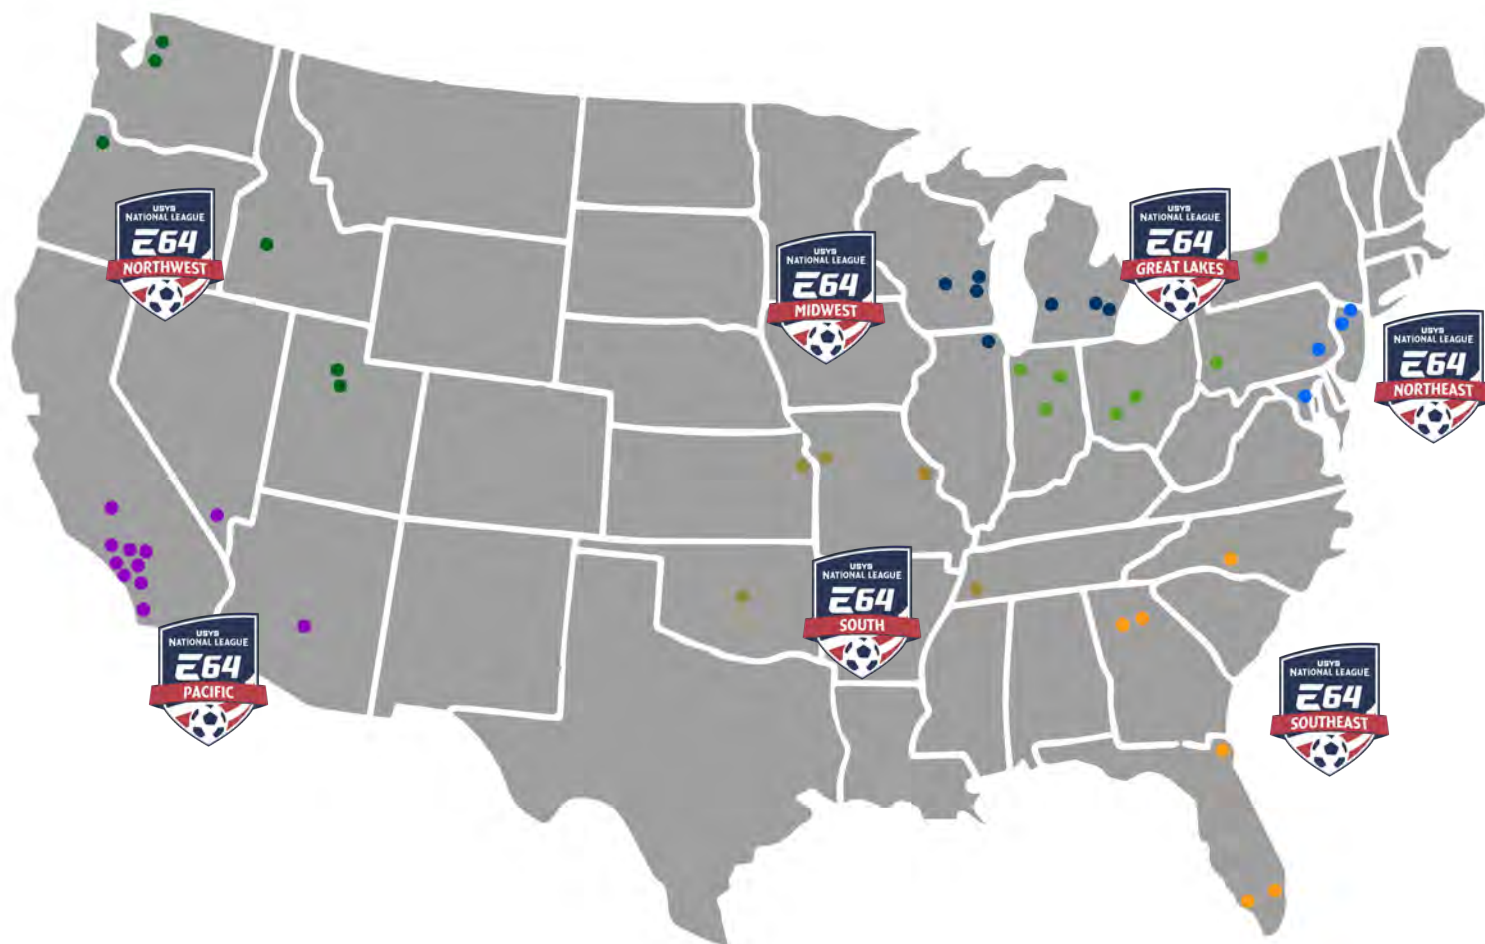 USYS
NATIONAL LEAGUE
E64
NORTHWEST
USYS
NATIONAL LEAGUE
E64
GREAT LAKES
USYS
NATIONAL LEAGUE
E64
MIDWEST
USYS
NATIONAL LEAGUE
E64
NORTHEAST
USYS
NATIONAL LEAGUE
E64
SOUTH
USYS
NATIONAL LEAGUE
E64
PACIFIC
USYS
NATIONAL LEAGUE
E64
SOUTHEAST